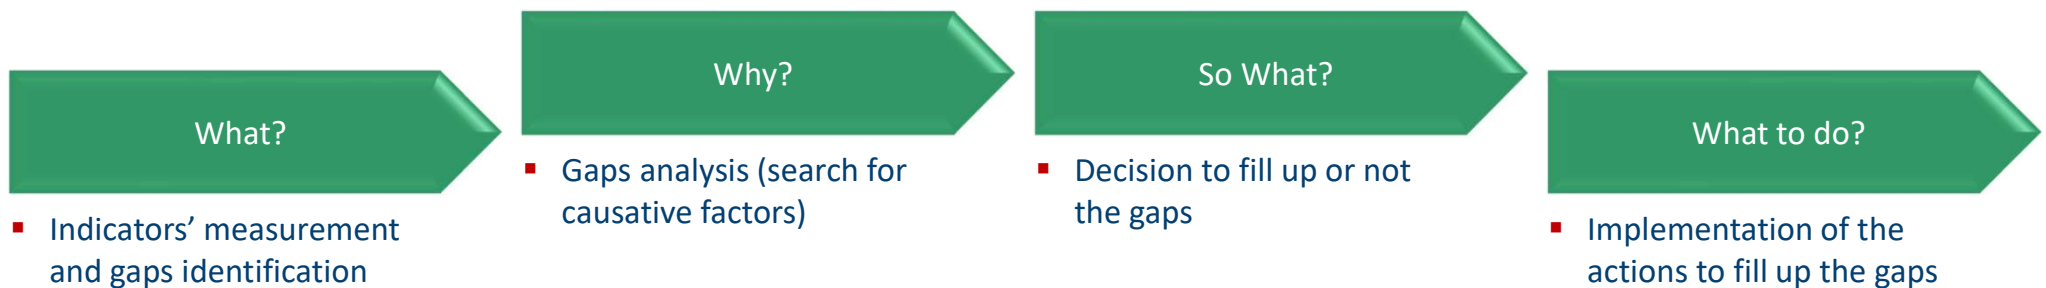 What?
▪ Indicators’ measurement
and gaps identification
Why?
▪ Gaps analysis (search for
causative factors)
So What?
▪ Decision to fill up or not
the gaps
What to do?
▪ Implementation of the
actions to fill up the gaps